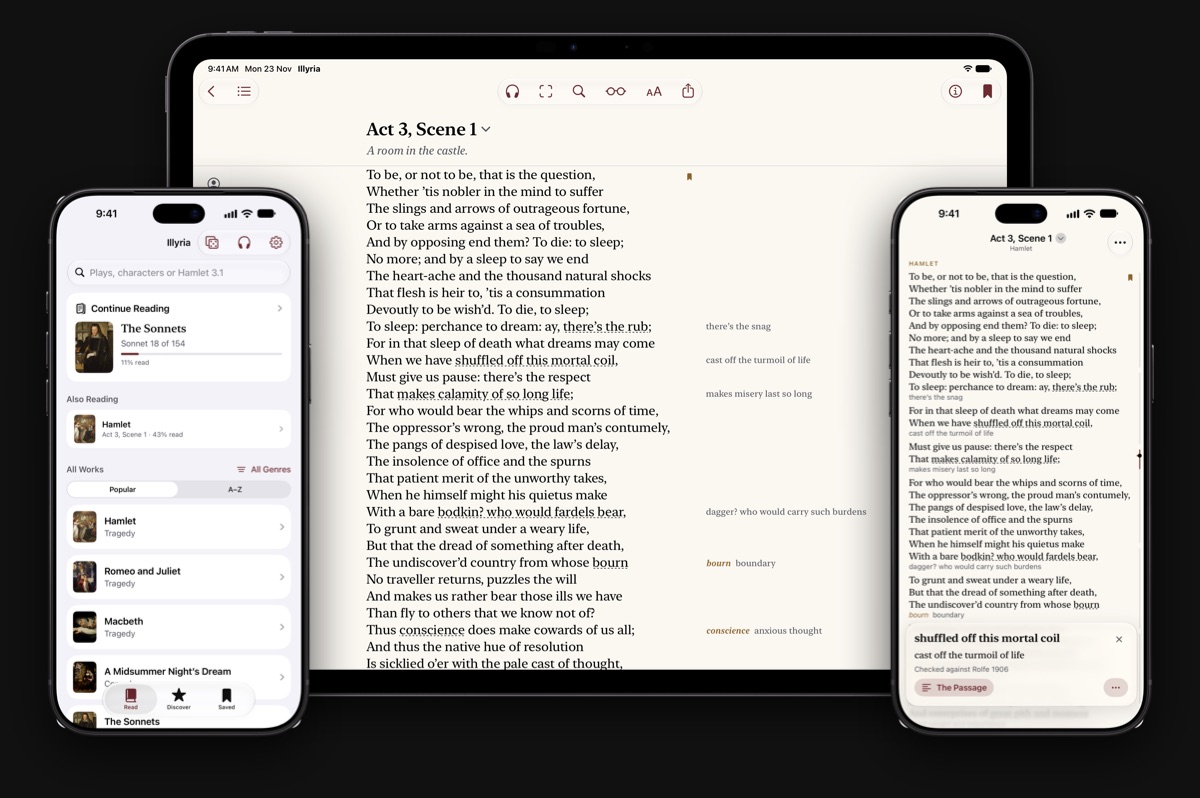 9:41 AM Mon 23 Nov Illyria
AA
Act 3, Scene 1
A room in the castle.
To be, or not to be, that is the question,
Whether ’tis nobler in the mind to suffer
The slings and arrows of outrageous fortune,
Or to take arms against a sea of troubles,
And by opposing end them? To die: to sleep;
No more; and by a sleep to say we end
The heart-ache and the thousand natural shocks
That flesh is heir to, ’tis a consummation
Devoutly to be wish’d. To die, to sleep;
To sleep: perchance to dream: ay, there’s the rub; there’s the snag
For in that sleep of death what dreams may come
When we have shuffled off this mortal coil, cast off the turmoil of life
Must give us pause: there’s the respect
That makes calamity of so long life; makes misery last so long
For who would bear the whips and scorns of time,
The oppressor’s wrong, the proud man’s contumely,
The pangs of despised love, the law’s delay,
The insolence of office and the spurns
That patient merit of the unworthy takes,
When he himself might his quietus make
With a bare bodkin? who would fardels bear, dagger? who would carry such burdens
To grunt and sweat under a weary life,
But that the dread of something after death,
The undiscover’d country from whose bourn bourn boundary
No traveller returns, puzzles the will
And makes us rather bear those ills we have
Than fly to others that we know not of?
Thus conscience does make cowards of us all; conscience anxious thought
And thus the native hue of resolution
Is sicklied o’er with the pale cast of thought,
9:41
Illyria
Plays, characters or Hamlet 3.1
Continue Reading
The Sonnets
Sonnet 18 of 154
11% read
Also Reading
Hamlet
Act 3, Scene 1 · 43% read
All Works All Genres
Popular A–Z
Hamlet
Tragedy
Romeo and Juliet
Tragedy
Macbeth
Tragedy
A Midsummer Night’s Dream
Read Discover Saved
The Sonnets
9:41
Act 3, Scene 1
Hamlet
HAMLET
To be, or not to be, that is the question,
Whether ’tis nobler in the mind to suffer
The slings and arrows of outrageous fortune,
Or to take arms against a sea of troubles,
And by opposing end them? To die: to sleep;
No more; and by a sleep to say we end
The heart-ache and the thousand natural shocks
That flesh is heir to, ’tis a consummation
Devoutly to be wish’d. To die, to sleep;
To sleep: perchance to dream: ay, there’s the rub;
there’s the snag
For in that sleep of death what dreams may come
When we have shuffled off this mortal coil,
cast off the turmoil of life
Must give us pause: there’s the respect
That makes calamity of so long life;
makes misery last so long
For who would bear the whips and scorns of time,
The oppressor’s wrong, the proud man’s contumely,
The pangs of despised love, the law’s delay,
The insolence of office and the spurns
That patient merit of the unworthy takes,
When he himself might his quietus make
With a bare bodkin? who would fardels bear,
dagger? who would carry such burdens
To grunt and sweat under a weary life,
But that the dread of something after death,
The undiscover’d country from whose bourn
bourn boundary
shuffled off this mortal coil
cast off the turmoil of life
Checked against Rolfe 1906
The Passage